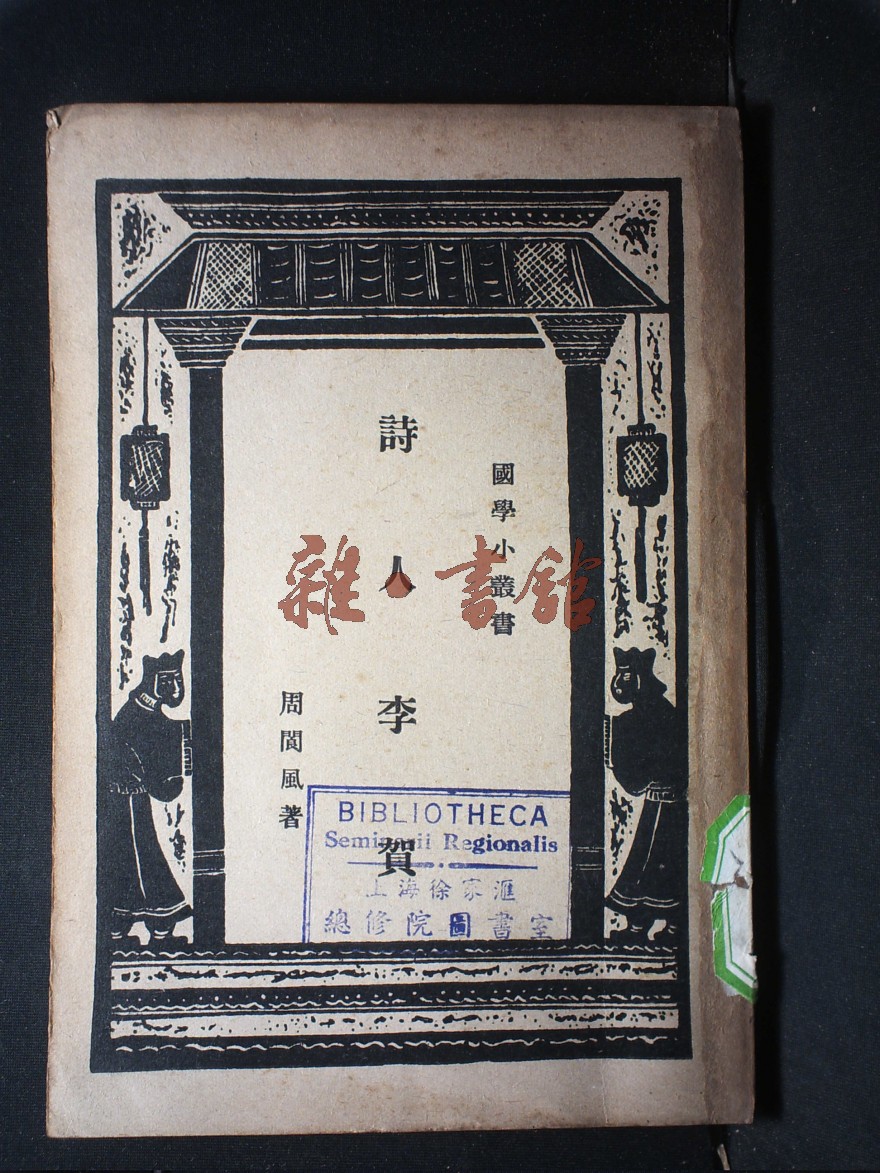 國學小叢書
詩人李賀
周閬風著
雜·書館
BIBLIOTHECA
Seminarii Regionalis
上海徐家滙
總修院圖書室